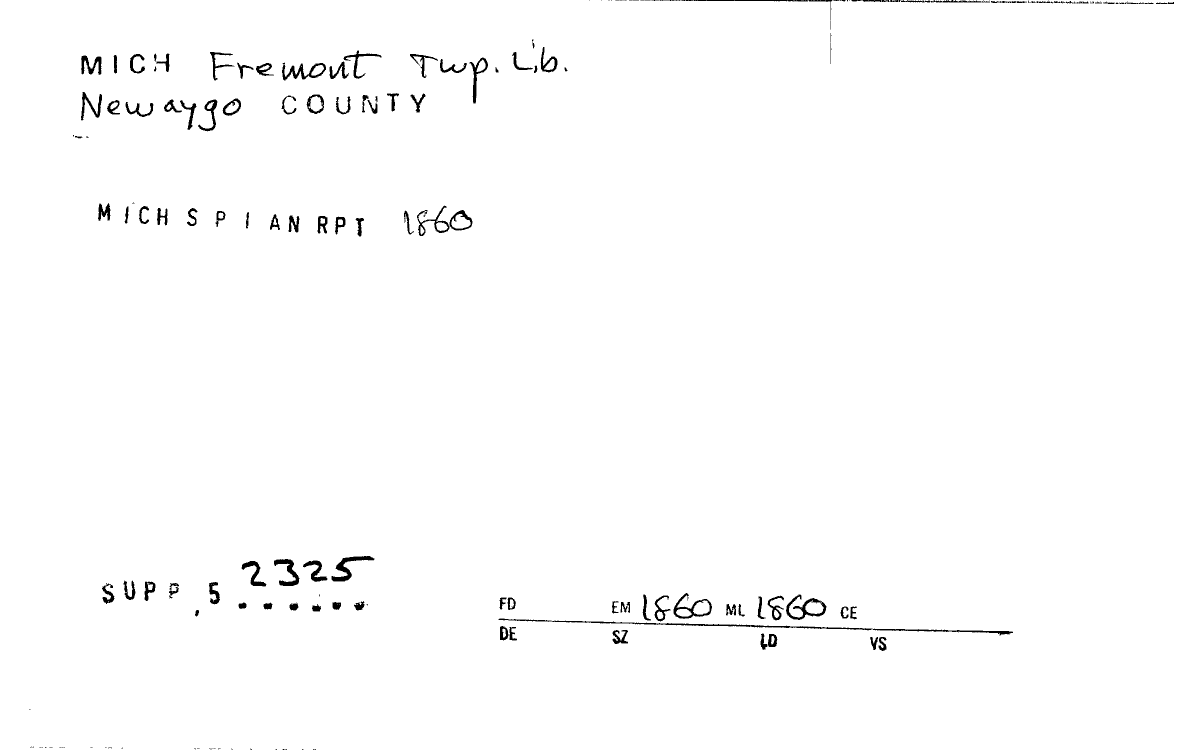 MICH Fremont Twp. Lib.
Newaygo COUNTY
MICH SPIAN RPT 1860
2325
SUPP,5 ......
FD EM 1860 ML 1860 CE
DE SZ LD VS